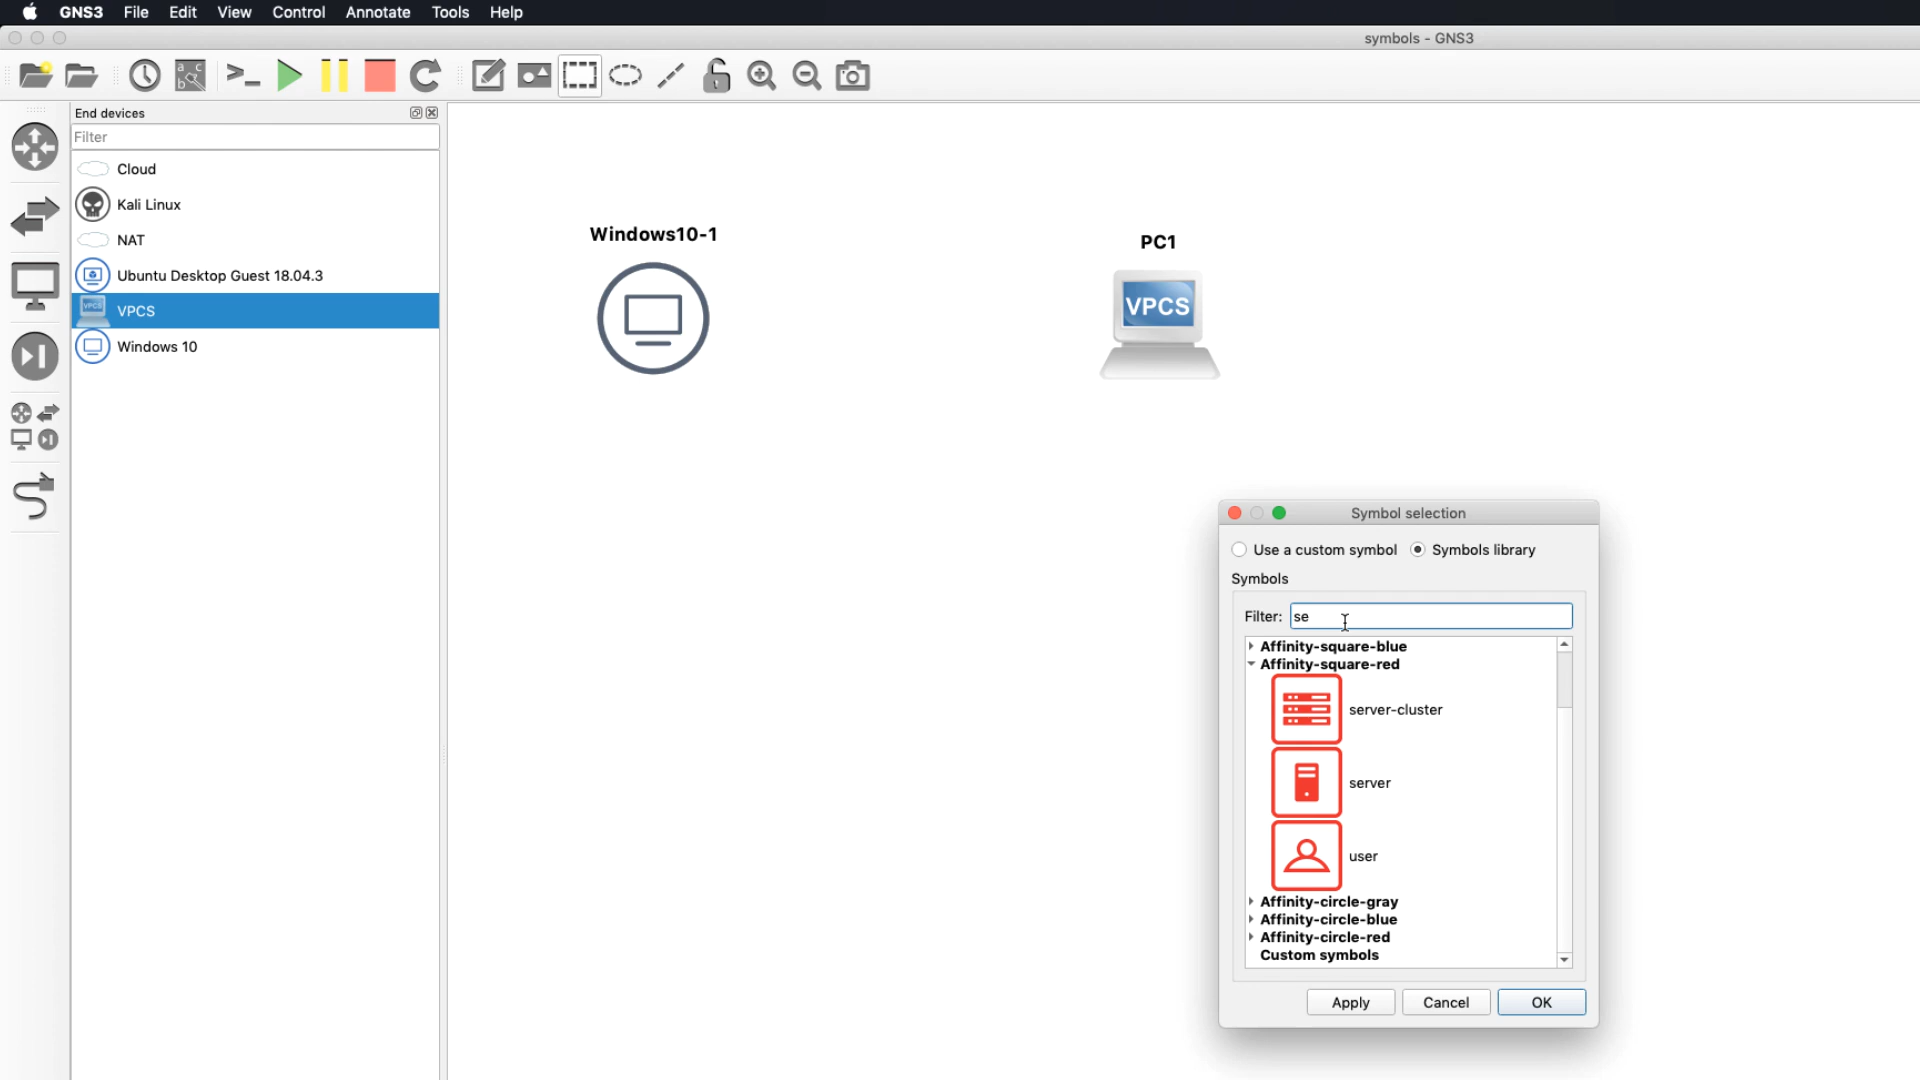 GNS3 File Edit View Control Annotate Tools Help
symbols - GNS3
End devices
Filter
Cloud
Kali Linux
NAT
Ubuntu Desktop Guest 18.04.3
VPCS
VPCS
Windows 10
Windows10-1
PC1
VPCS
Symbol selection
Use a custom symbol Symbols library
Symbols
Filter: se
Affinity-square-blue
Affinity-square-red
server-cluster
server
user
Affinity-circle-gray
Affinity-circle-blue
Affinity-circle-red
Custom symbols
Apply Cancel OK